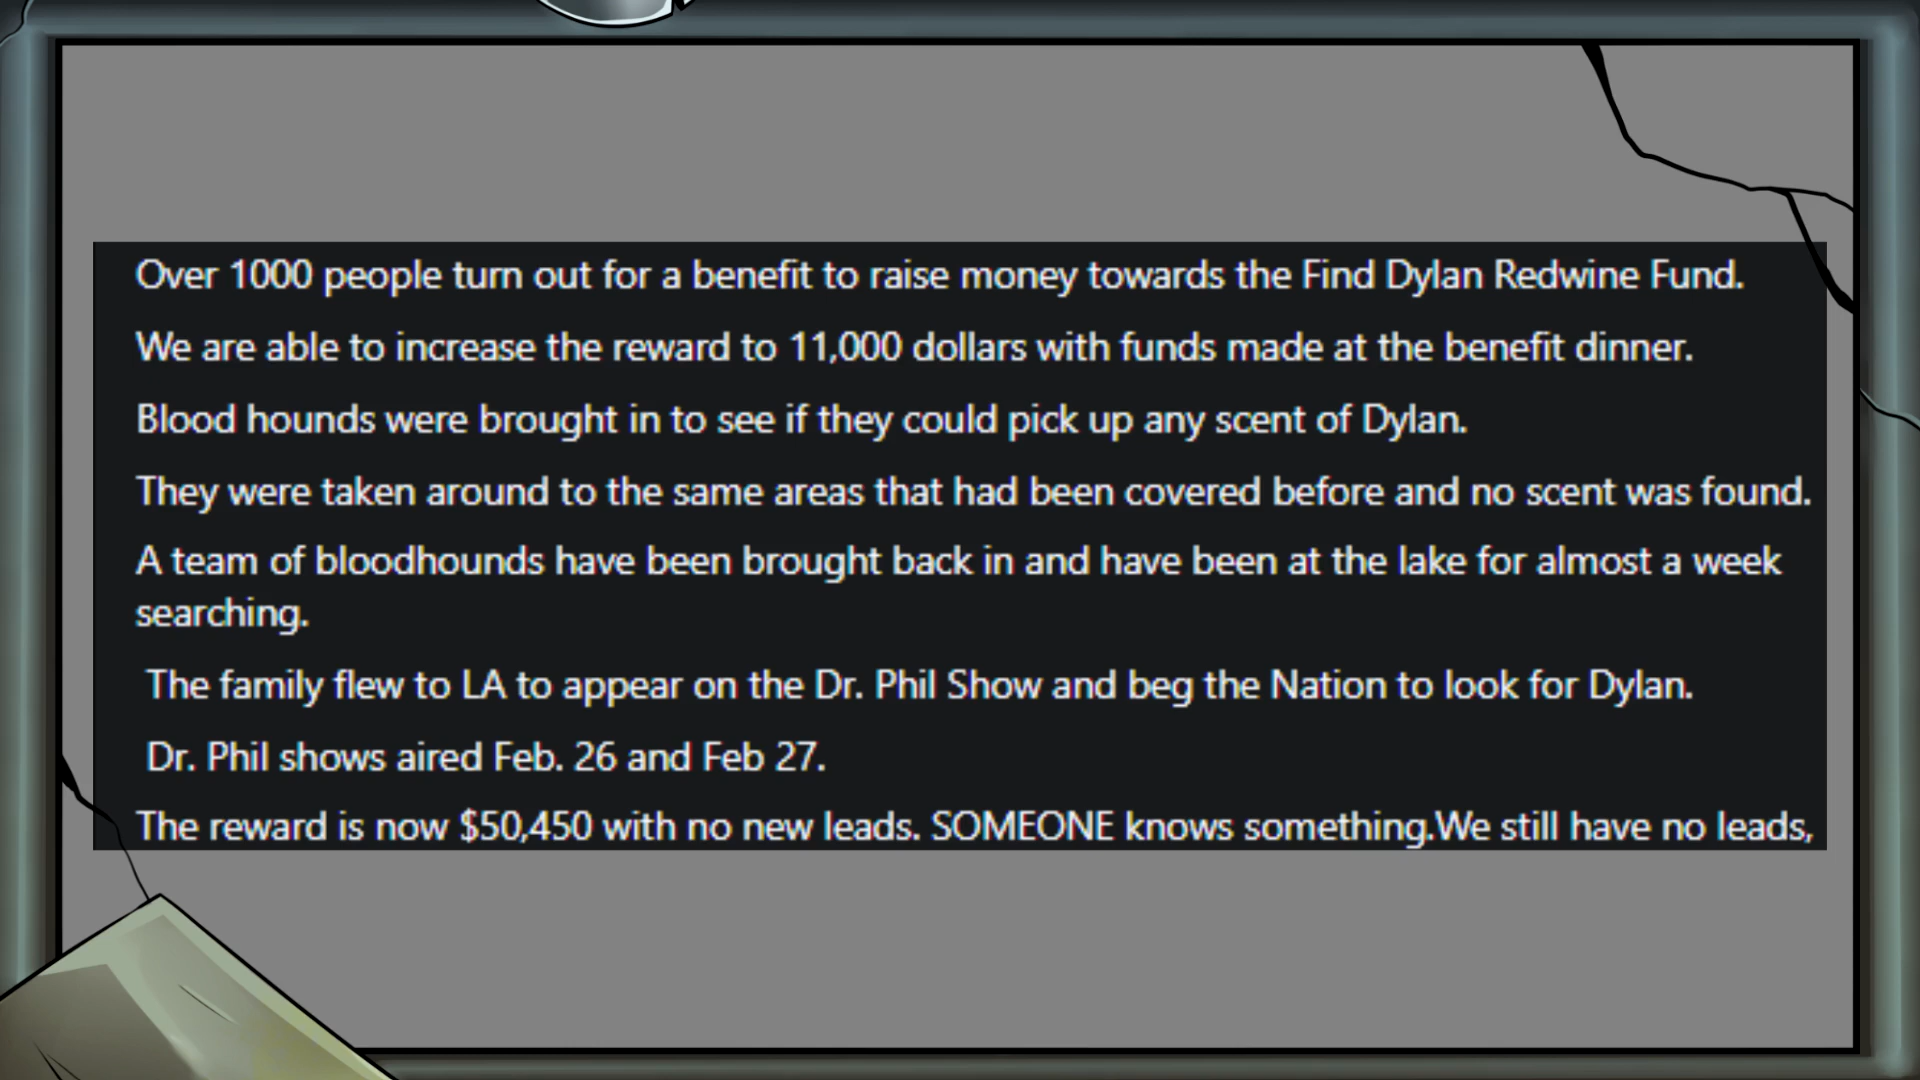 Over 1000 people turn out for a benefit to raise money towards the Find Dylan Redwine Fund.
We are able to increase the reward to 11,000 dollars with funds made at the benefit dinner.
Blood hounds were brought in to see if they could pick up any scent of Dylan.
They were taken around to the same areas that had been covered before and no scent was found.
A team of bloodhounds have been brought back in and have been at the lake for almost a week
searching.
The family flew to LA to appear on the Dr. Phil Show and beg the Nation to look for Dylan.
Dr. Phil shows aired Feb. 26 and Feb 27.
The reward is now $50,450 with no new leads. SOMEONE knows something.We still have no leads,